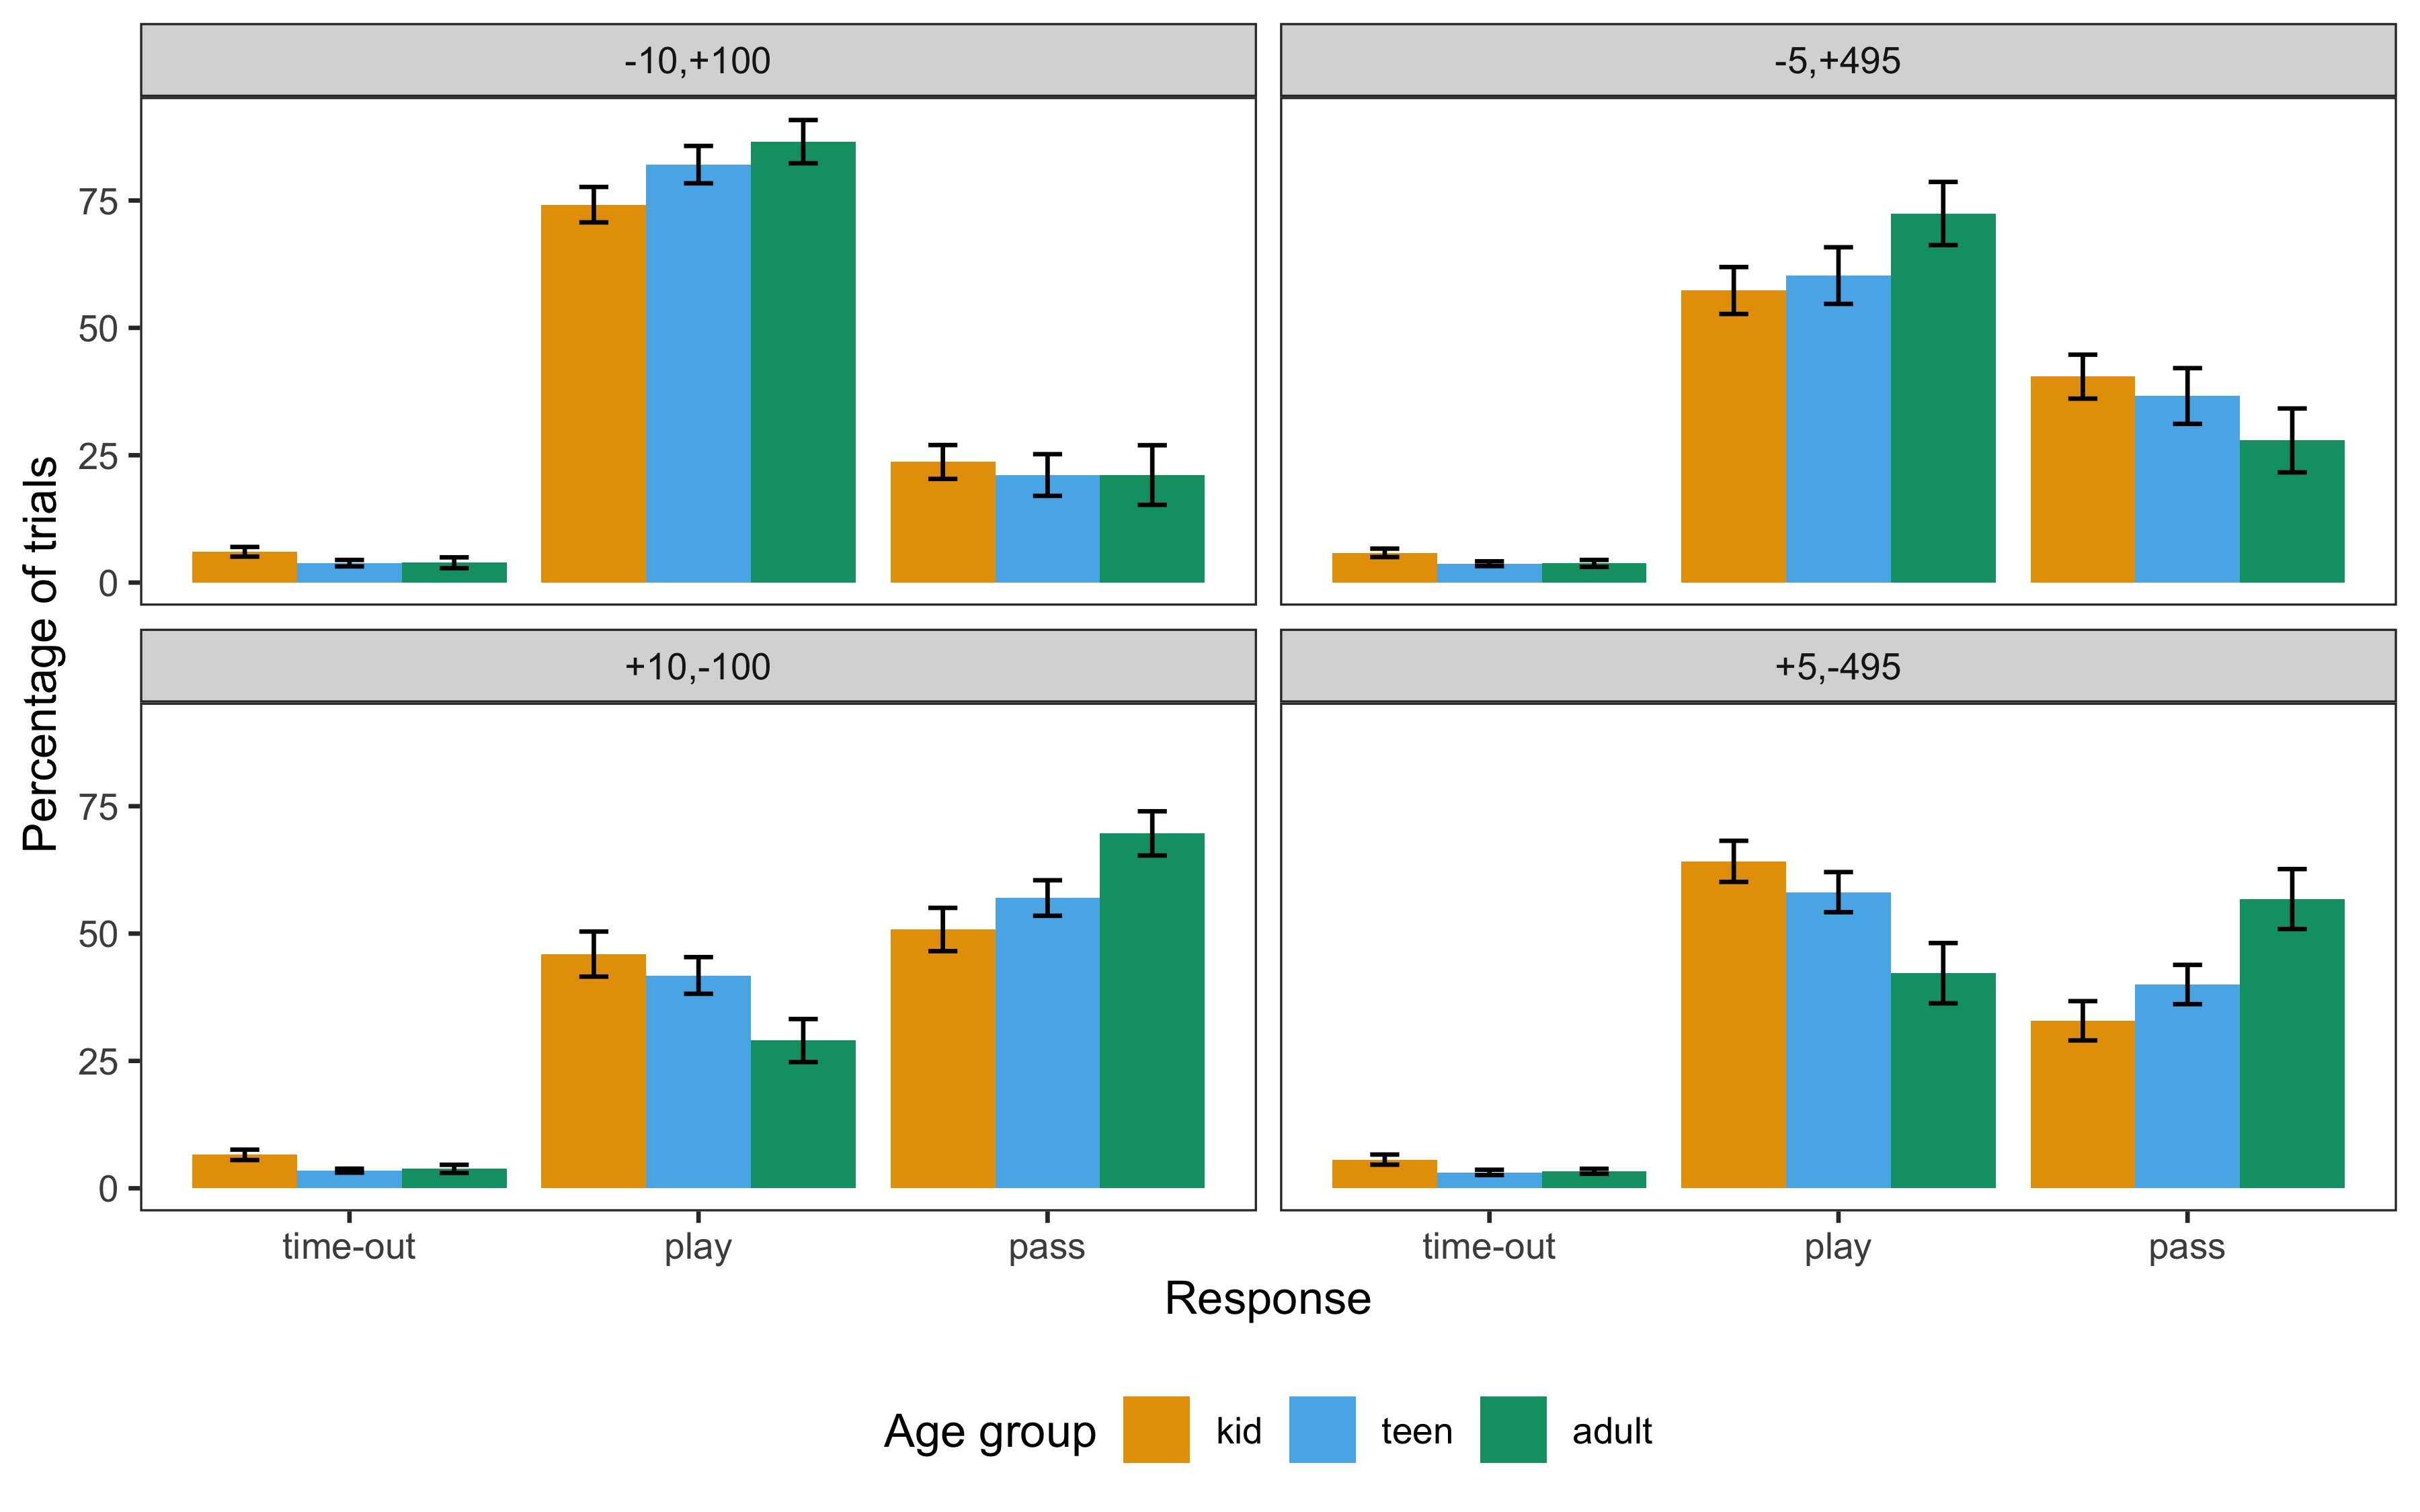 -10,+100
-5,+495
75
50
25
0
+10,-100
+5,-495
75
50
25
0
Percentage of trials
time-out play pass
time-out play pass
Response
Age group kid teen adult